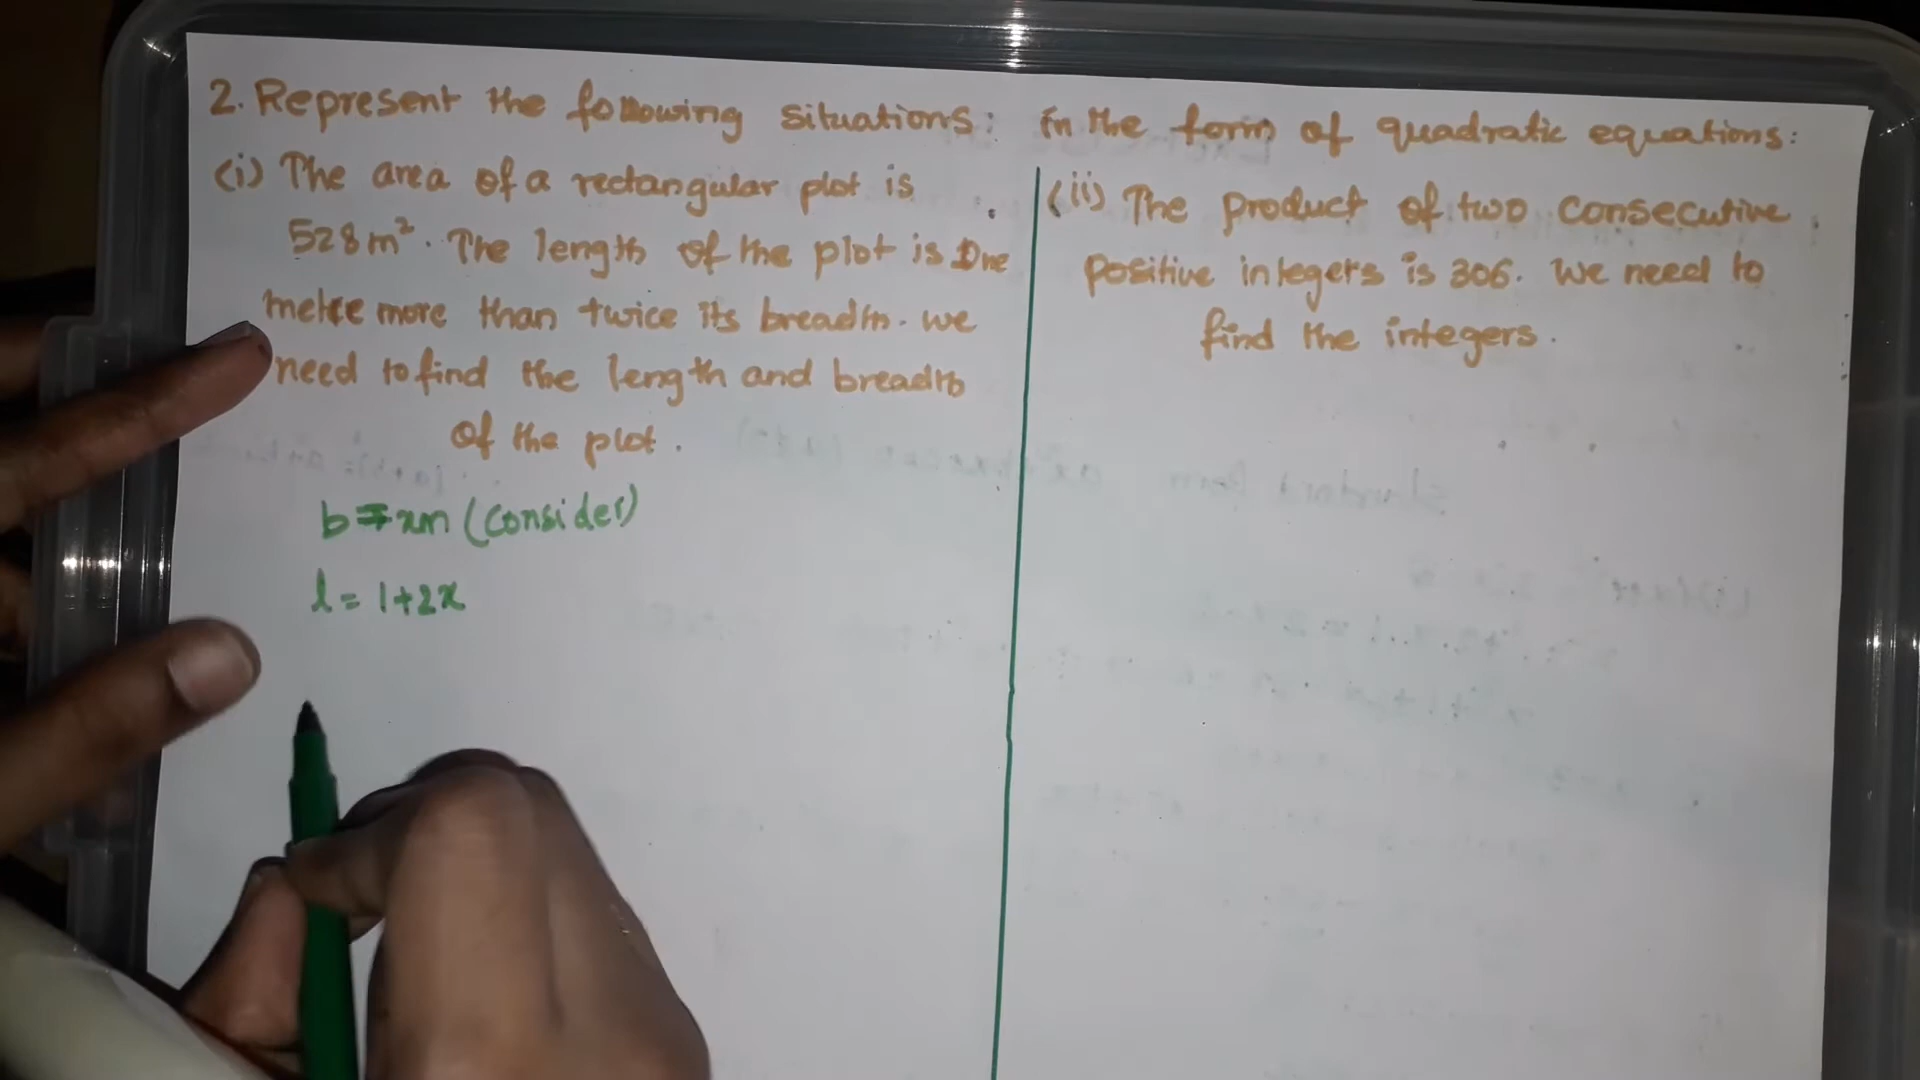 2. Represent the following situations: in the form of quadratic equations:
(i) The area of a rectangular plot is
528m². The length of the plot is One
metre more than twice its breadth. we
need to find the length and breadth
of the plot.
b = xm (consider)
l = 1+2x
(ii) The product of two consecutive
positive integers is 306. We need to
find the integers.